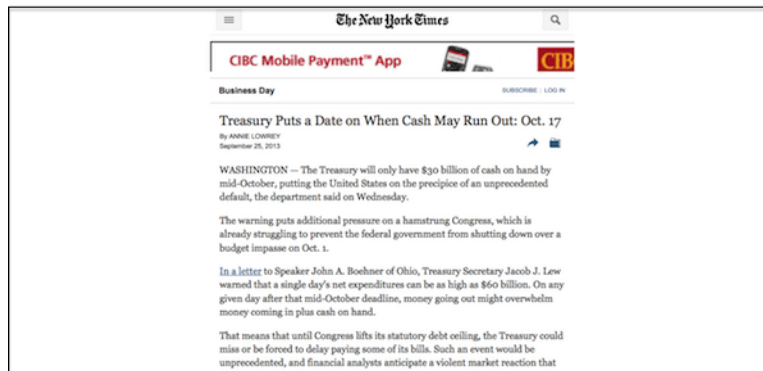 The New York Times
CIBC Mobile Payment™ App
CIB
Business Day
SUBSCRIBE | LOG IN
Treasury Puts a Date on When Cash May Run Out: Oct. 17
By ANNIE LOWREY
September 25, 2013
WASHINGTON — The Treasury will only have $30 billion of cash on hand by
mid-October, putting the United States on the precipice of an unprecedented
default, the department said on Wednesday.
The warning puts additional pressure on a hamstrung Congress, which is
already struggling to prevent the federal government from shutting down over a
budget impasse on Oct. 1.
In a letter to Speaker John A. Boehner of Ohio, Treasury Secretary Jacob J. Lew
warned that a single day's net expenditures can be as high as $60 billion. On any
given day after that mid-October deadline, money going out might overwhelm
money coming in plus cash on hand.
That means that until Congress lifts its statutory debt ceiling, the Treasury could
miss or be forced to delay paying some of its bills. Such an event would be
unprecedented, and financial analysts anticipate a violent market reaction that